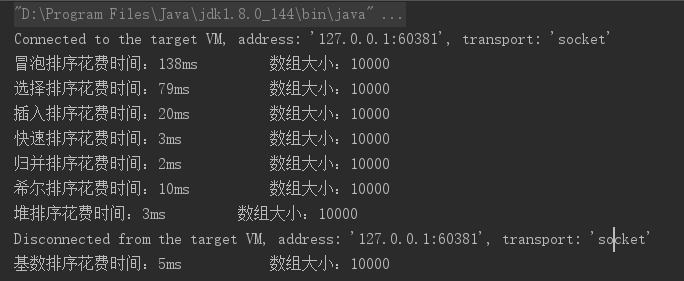 "D:\Program Files\Java\jdk1.8.0_144\bin\java" ...
Connected to the target VM, address: '127.0.0.1:60381', transport: 'socket'
冒泡排序花费时间：138ms 数组大小：10000
选择排序花费时间：79ms 数组大小：10000
插入排序花费时间：20ms 数组大小：10000
快速排序花费时间：3ms 数组大小：10000
归并排序花费时间：2ms 数组大小：10000
希尔排序花费时间：10ms 数组大小：10000
堆排序花费时间：3ms 数组大小：10000
Disconnected from the target VM, address: '127.0.0.1:60381', transport: 'socket'
基数排序花费时间：5ms 数组大小：10000